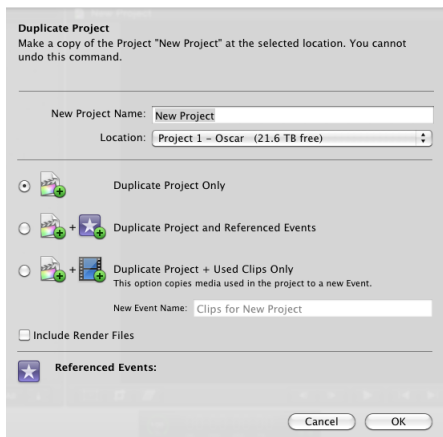 New Project
Duplicate Project
Make a copy of the Project "New Project" at the selected location. You cannot
undo this command.
New Project Name: New Project
Location: Project 1 - Oscar (21.6 TB free)
Duplicate Project Only
+ Duplicate Project and Referenced Events
+ Duplicate Project + Used Clips Only
This option copies media used in the project to a new Event.
New Event Name: Clips for New Project
Include Render Files
Referenced Events:
Cancel OK